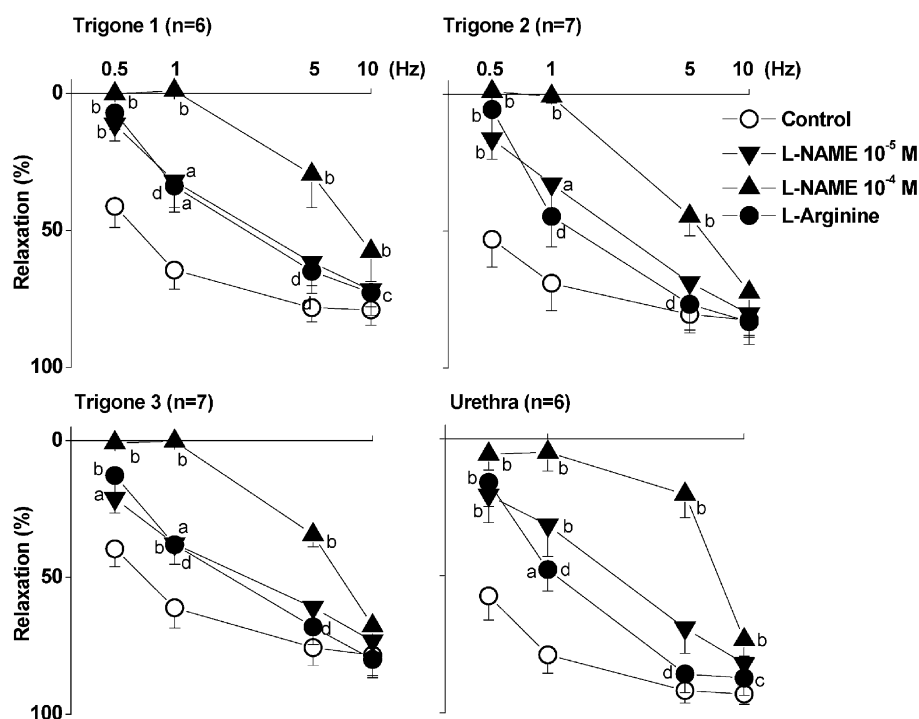 Trigone 1 (n=6)
Trigone 2 (n=7)
0.5 1 5 10 (Hz)
0.5 1 5 10 (Hz)
0
50
100
Relaxation (%)
b b b
b a
b d
a
b
d
d
b
c
b b b
b a
b d
b
d
Control
L-NAME 10⁻⁵ M
L-NAME 10⁻⁴ M
L-Arginine
Trigone 3 (n=7)
Urethra (n=6)
0
50
100
Relaxation (%)
b b
b a
a b d
b
d
b b
b b
b a d
b
d
b
c